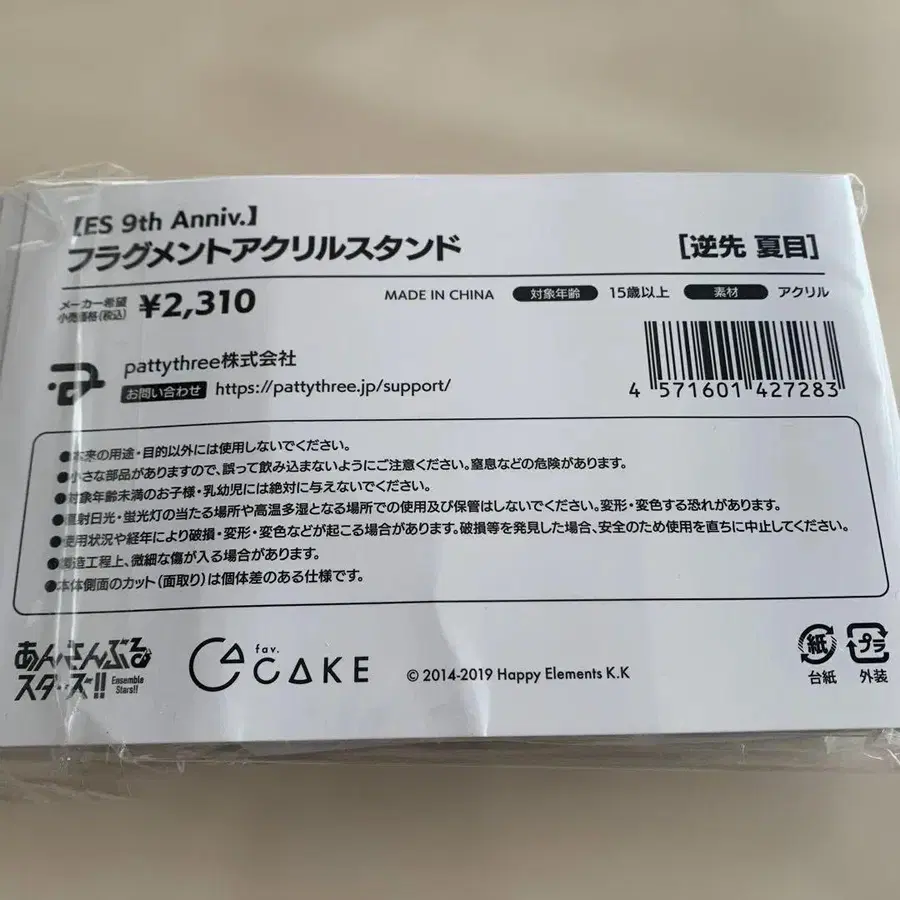 【ES 9th Anniv.】
フラグメントアクリルスタンド
[逆先 夏目]
メーカー希望
小売価格(税込)
¥2,310
MADE IN CHINA
対象年齢
15歳以上
素材
アクリル
pattythree株式会社
お問い合わせ https://pattythree.jp/support/
4 571601 427283
●本来の用途・目的以外には使用しないでください。
●小さな部品がありますので、誤って飲み込まないようにご注意ください。窒息などの危険があります。
●対象年齢未満のお子様・乳幼児には絶対に与えないでください。
●直射日光・蛍光灯の当たる場所や高温多湿となる場所での使用及び保管はしないでください。変形・変色する恐れがあります。
●使用状況や経年により破損・変形・変色などが起こる場合があります。破損等を発見した場合、安全のため使用を直ちに中止してください。
●製造工程上、微細な傷が入る場合があります。
●本体側面のカット(面取り)は個体差のある仕様です。
あんさんぶる
スターズ!!
Ensemble
Stars!!
fav.
CAKE
© 2014-2019 Happy Elements K.K
紙
台紙
プラ
外装